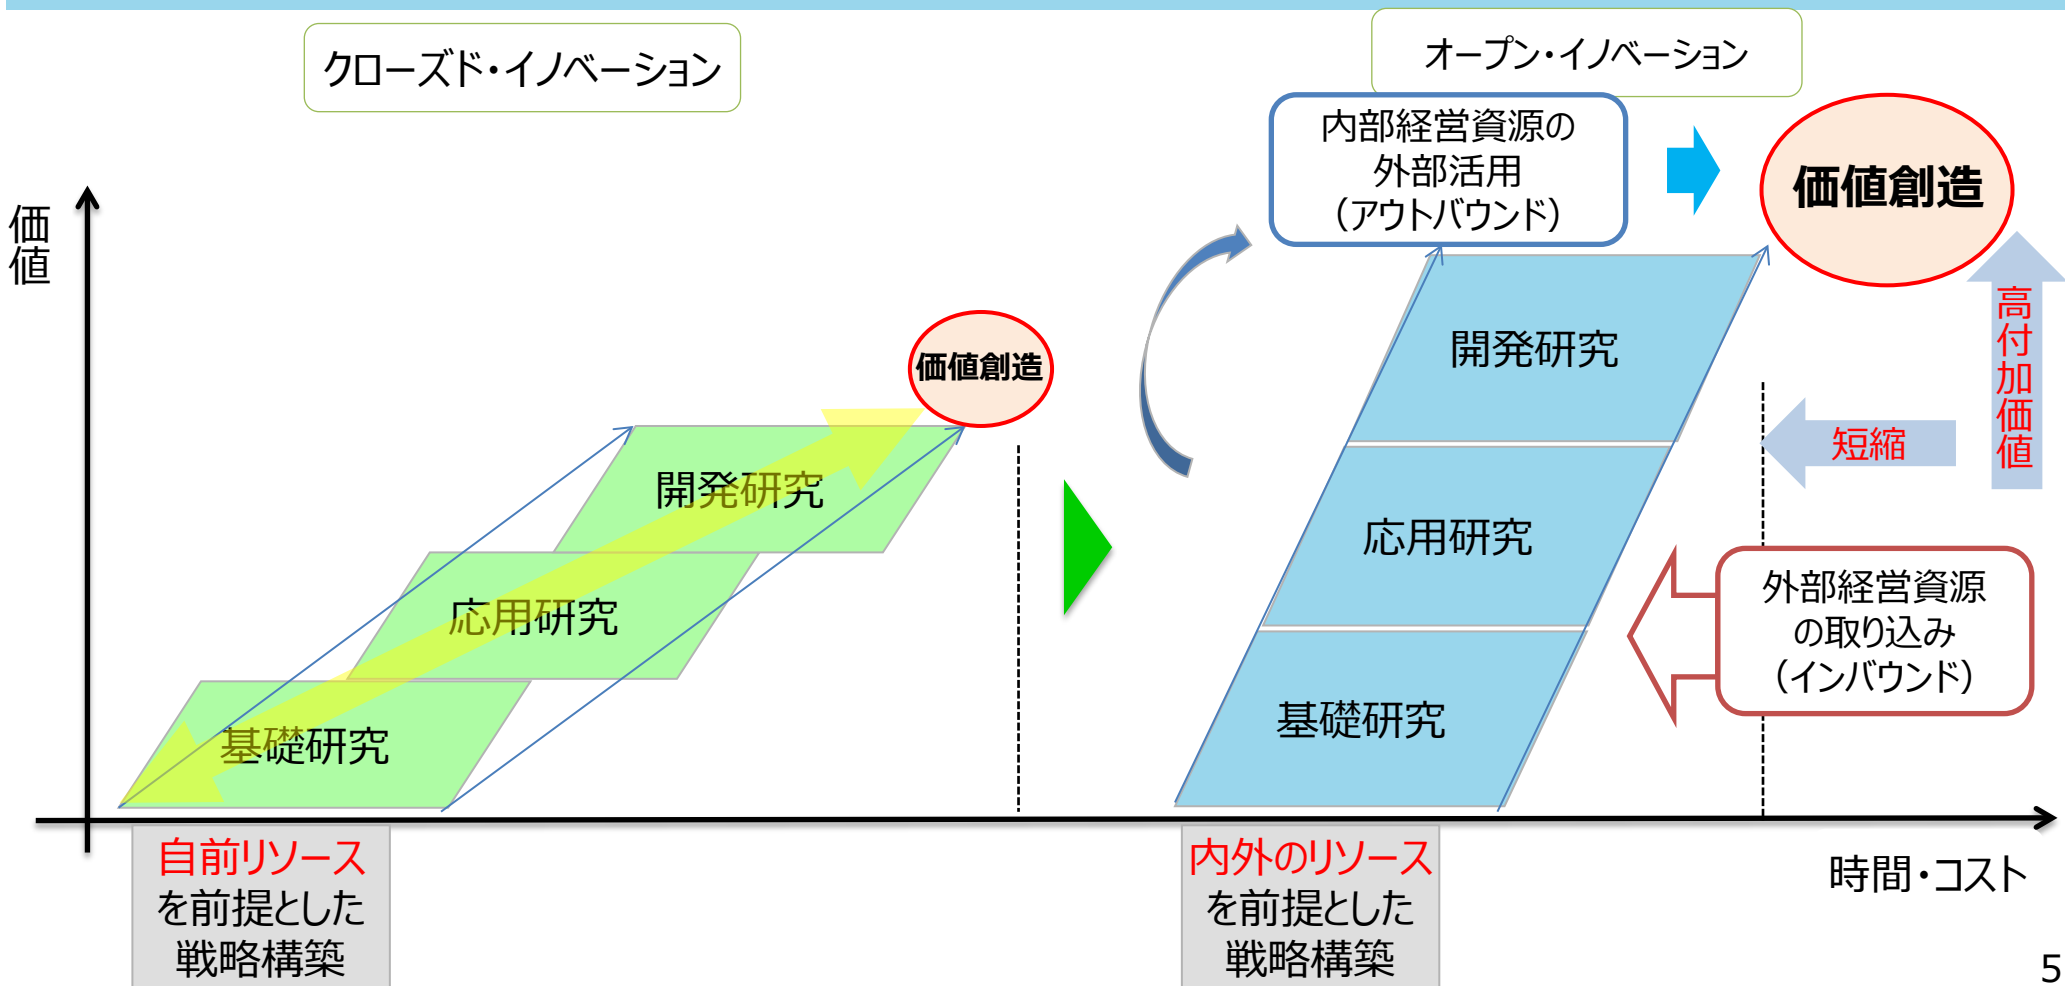 クローズド・イノベーション
オープン・イノベーション
内部経営資源の
外部活用
（アウトバウンド）
価値創造
価値
価値創造
高付加価値
開発研究
短縮
開発研究
応用研究
外部経営資源
の取り込み
（インバウンド）
応用研究
基礎研究
基礎研究
自前リソース
を前提とした
戦略構築
内外のリソース
を前提とした
戦略構築
時間・コスト
5